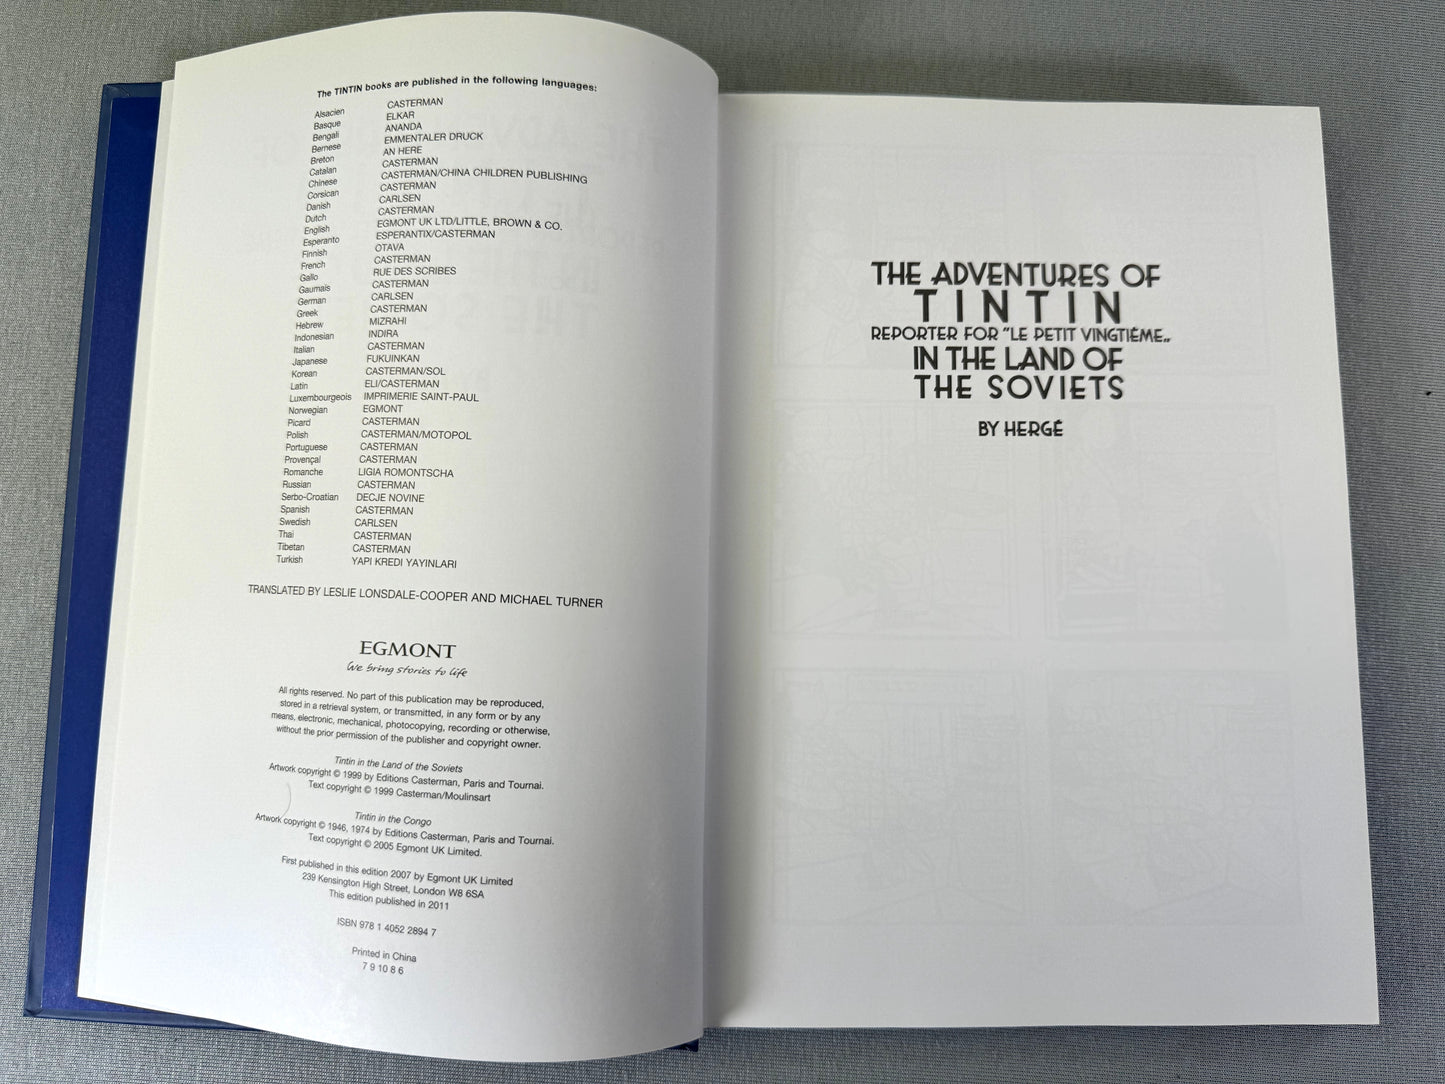 The TINTIN books are published in the following languages:
Alsacien CASTERMAN
Basque ELKAR
Bengali ANANDA
Bernese EMMENTALER DRUCK
Breton AN HERE
Catalan CASTERMAN
Chinese CASTERMAN/CHINA CHILDREN PUBLISHING
Corsican CASTERMAN
Danish CARLSEN
Dutch CASTERMAN
English EGMONT UK LTD/LITTLE, BROWN & CO.
Esperanto ESPERANTIX/CASTERMAN
Finnish OTAVA
French CASTERMAN
Gallo RUE DES SCRIBES
Gaumais CASTERMAN
German CARLSEN
Greek CASTERMAN
Hebrew MIZRAHI
Indonesian INDIRA
Italian CASTERMAN
Japanese FUKUINKAN
Korean CASTERMAN/SOL
Latin ELI/CASTERMAN
Luxembourgeois IMPRIMERIE SAINT-PAUL
Norwegian EGMONT
Picard CASTERMAN
Polish CASTERMAN/MOTOPOL
Portuguese CASTERMAN
Provençal CASTERMAN
Romanche LIGIA ROMONTSCHA
Russian CASTERMAN
Serbo-Croatian DECJE NOVINE
Spanish CASTERMAN
Swedish CARLSEN
Thai CASTERMAN
Tibetan CASTERMAN
Turkish YAPI KREDI YAYINLARI
TRANSLATED BY LESLIE LONSDALE-COOPER AND MICHAEL TURNER
EGMONT
We bring stories to life
All rights reserved. No part of this publication may be reproduced,
stored in a retrieval system, or transmitted, in any form or by any
means, electronic, mechanical, photocopying, recording or otherwise,
without the prior permission of the publisher and copyright owner.
Tintin in the Land of the Soviets
Artwork copyright © 1999 by Editions Casterman, Paris and Tournai.
Text copyright © 1999 Casterman/Moulinsart
Tintin in the Congo
Artwork copyright © 1946, 1974 by Editions Casterman, Paris and Tournai.
Text copyright © 2005 Egmont UK Limited.
First published in this edition 2007 by Egmont UK Limited
239 Kensington High Street, London W8 6SA
This edition published in 2011
ISBN 978 1 4052 2894 7
Printed in China
7 9 10 8 6
THE ADVENTURES OF
TINTIN
REPORTER FOR "LE PETIT VINGTIÈME„
IN THE LAND OF
THE SOVIETS
BY HERGÉ